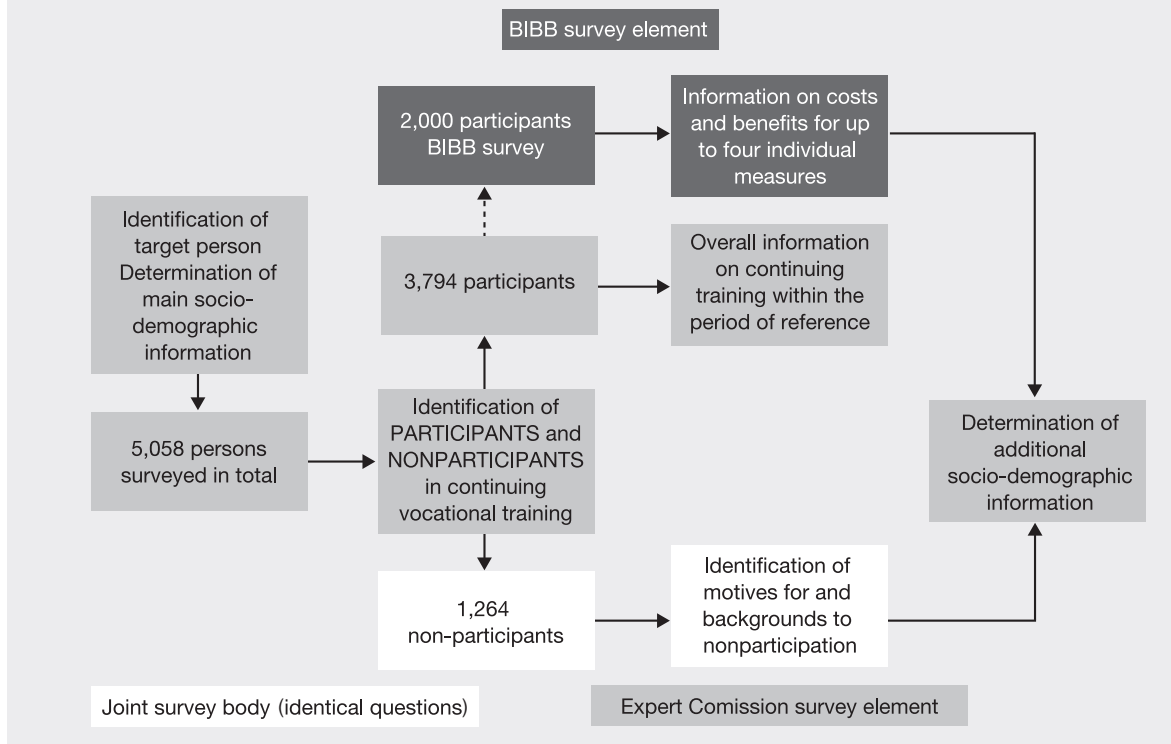 BIBB survey element
2,000 participants
BIBB survey
Information on costs
and benefits for up
to four individual
measures
Identification of
target person
Determination of
main socio-
demographic
information
3,794 participants
Overall information
on continuing
training within the
period of reference
5,058 persons
surveyed in total
Identification of
PARTICIPANTS and
NONPARTICIPANTS
in continuing
vocational training
Determination of
additional
socio-demographic
information
1,264
non-participants
Identification of
motives for and
backgrounds to
nonparticipation
Joint survey body (identical questions)
Expert Comission survey element